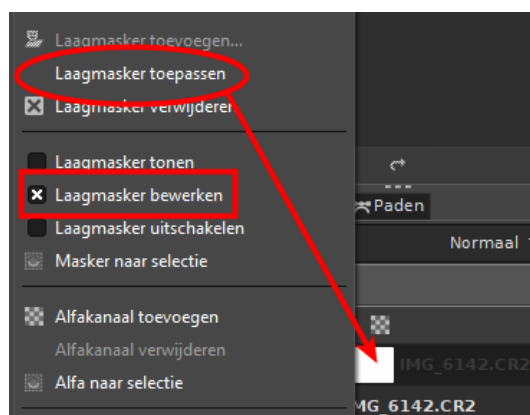 Laagmasker toevoegen...
Laagmasker toepassen
Laagmasker verwijderen
Laagmasker tonen
Laagmasker bewerken
Paden
Laagmasker uitschakelen
Normaal
Masker naar selectie
Alfakanaal toevoegen
Alfakanaal verwijderen
IMG_6142.CR2
Alfa naar selectie
MG_6142.CR2